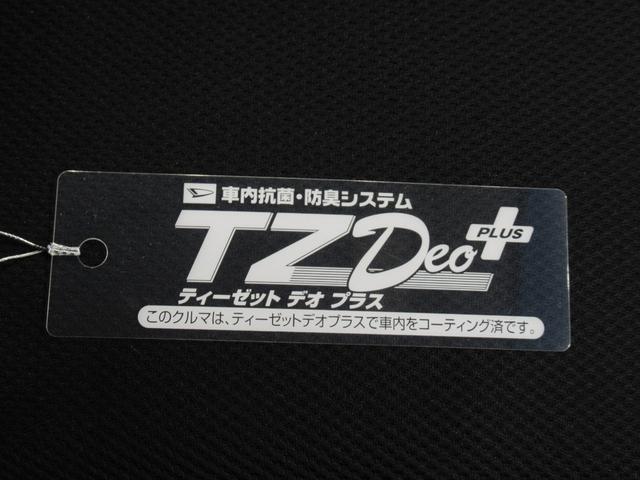 車内抗菌・防臭システム
TZ Deo PLUS
ティーゼット デオ プラス
このクルマは、ティーゼットデオプラスで車内をコーティング済です。